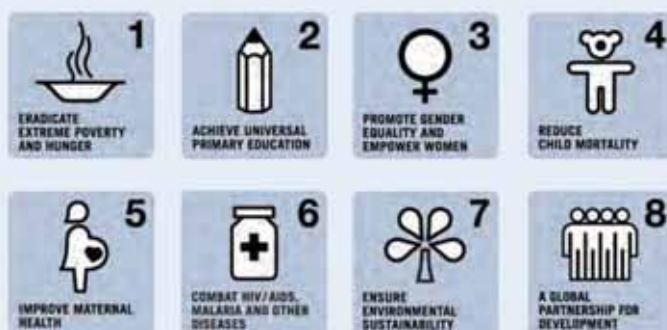 1
ERADICATE
EXTREME POVERTY
AND HUNGER
2
ACHIEVE UNIVERSAL
PRIMARY EDUCATION
3
PROMOTE GENDER
EQUALITY AND
EMPOWER WOMEN
4
REDUCE
CHILD MORTALITY
5
IMPROVE MATERNAL
HEALTH
6
COMBAT HIV/AIDS,
MALARIA AND OTHER
DISEASES
7
ENSURE
ENVIRONMENTAL
SUSTAINABILITY
8
A GLOBAL
PARTNERSHIP FOR
DEVELOPMENT